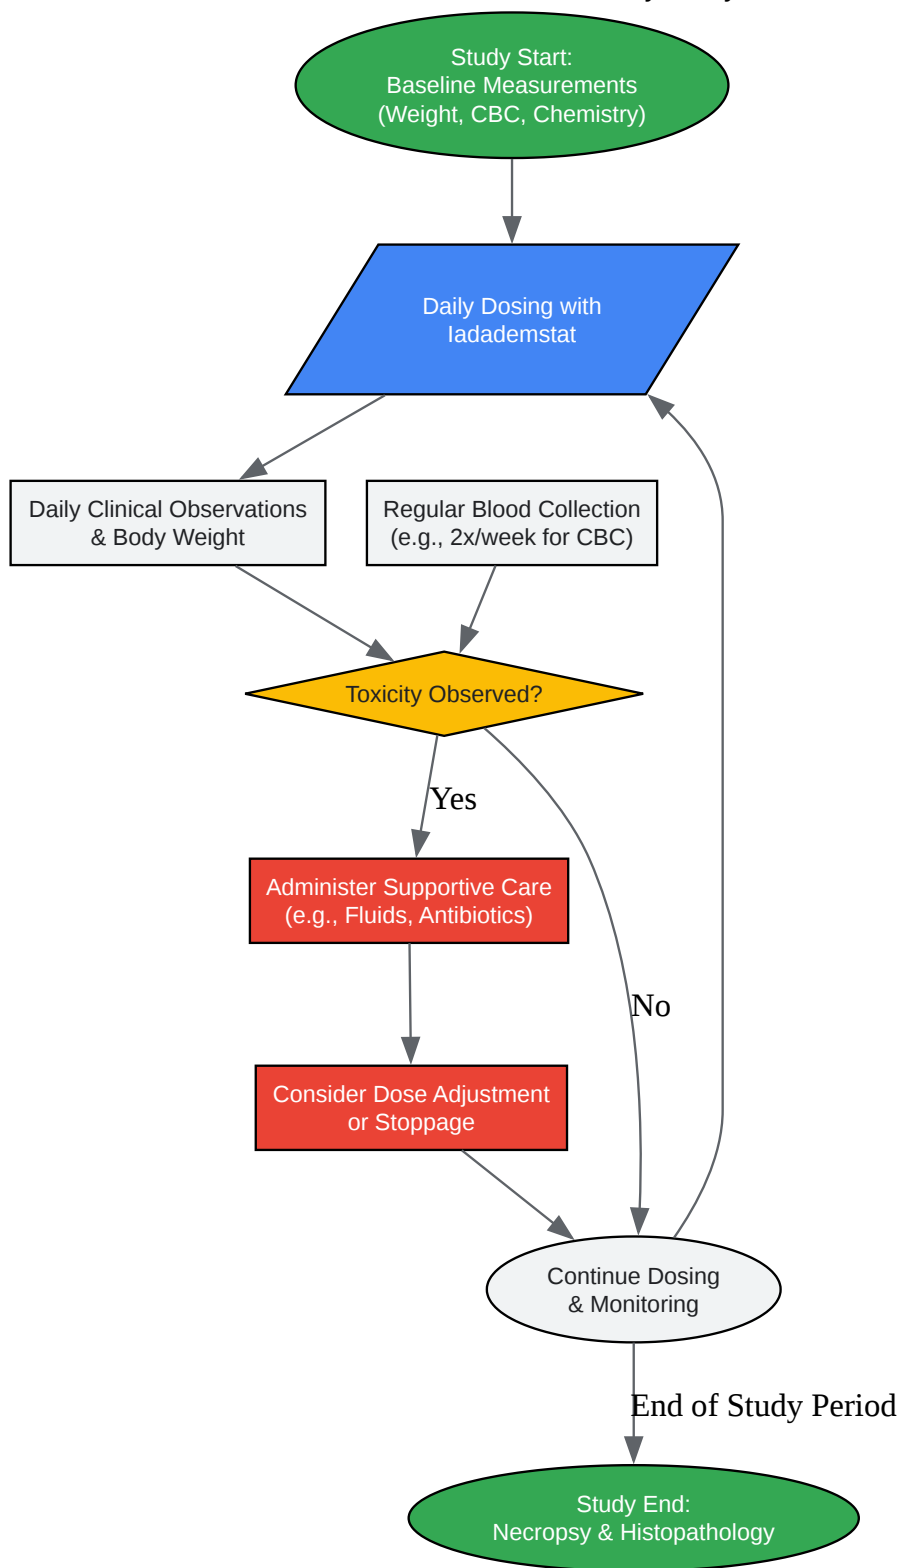 Study Start:
Baseline Measurements
(Weight, CBC, Chemistry)
Daily Dosing with
Iadademstat
Daily Clinical Observations
& Body Weight
Regular Blood Collection
(e.g., 2x/week for CBC)
Toxicity Observed?
Yes
Administer Supportive Care
(e.g., Fluids, Antibiotics)
No
Consider Dose Adjustment
or Stoppage
Continue Dosing
& Monitoring
End of Study Period
Study End:
Necropsy & Histopathology